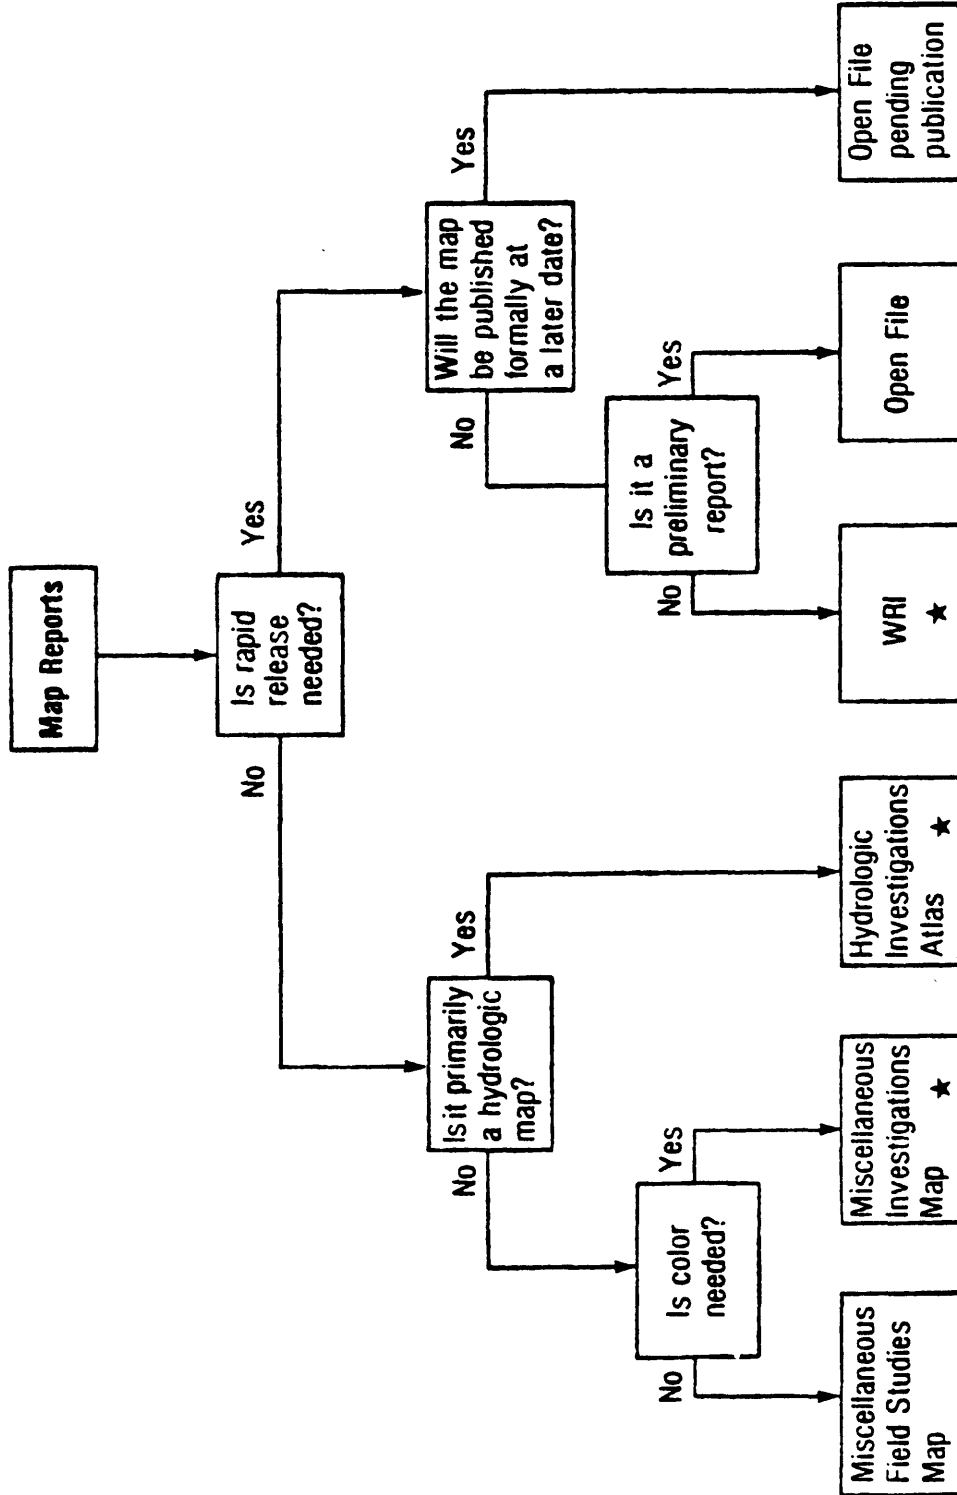 Map Reports
Is rapid
release
needed?
No
Yes
Is it primarily
a hydrologic
map?
Will the map
be published
formally at
a later date?
No
Yes
No
Yes
Is color
needed?
Is it a
preliminary
report?
No
Yes
No
Yes
Miscellaneous
Field Studies
Map
Miscellaneous
Investigations
Map ★
Hydrologic
Investigations
Atlas ★
WRI
★
Open File
Open File
pending
publication